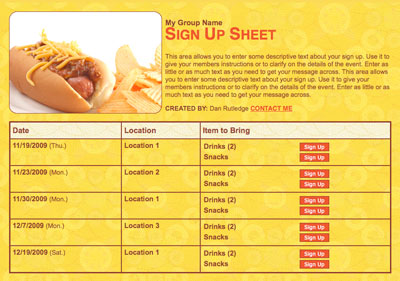 My Group Name
SIGN UP SHEET
This area allows you to enter some descriptive text about your sign up. Use it to
give your members instructions or to clarify on the details of the event. Enter as
little or as much text as you need to get your message across. This area allows
you to enter some descriptive text about your sign up. Use it to give your
members instructions or to clarify on the details of the event. Enter as little or as
much text as you need to get your message across.
CREATED BY: Dan Rutledge CONTACT ME
Date Location Item to Bring
11/19/2009 (Thu.) Location 1 Drinks (2) Sign Up
Snacks Sign Up
11/23/2009 (Mon.) Location 2 Drinks (2) Sign Up
Snacks Sign Up
11/30/2009 (Mon.) Location 1 Drinks (2) Sign Up
Snacks Sign Up
12/7/2009 (Mon.) Location 3 Drinks (2) Sign Up
Snacks Sign Up
12/19/2009 (Sat.) Location 1 Drinks (2) Sign Up
Snacks Sign Up